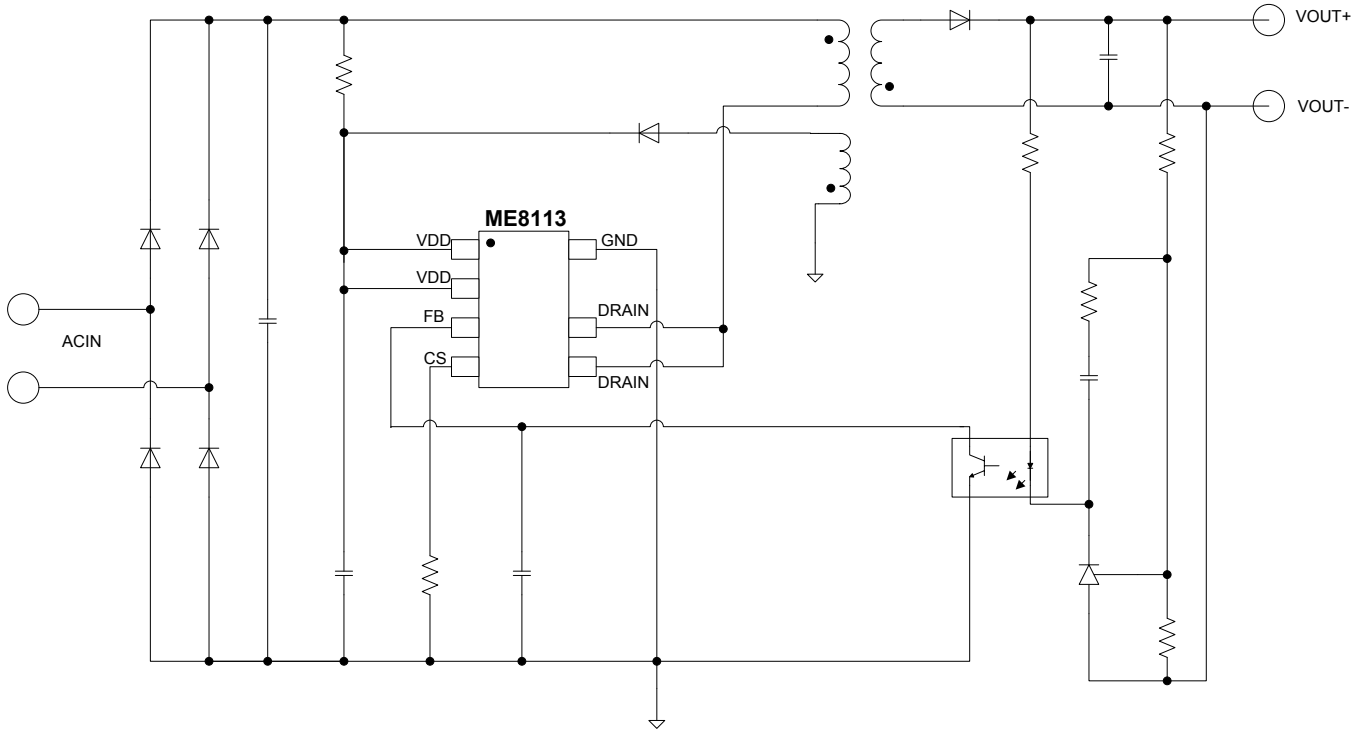 VOUT+
VOUT-
ME8113
VDD
GND
VDD
FB
DRAIN
CS
DRAIN
ACIN